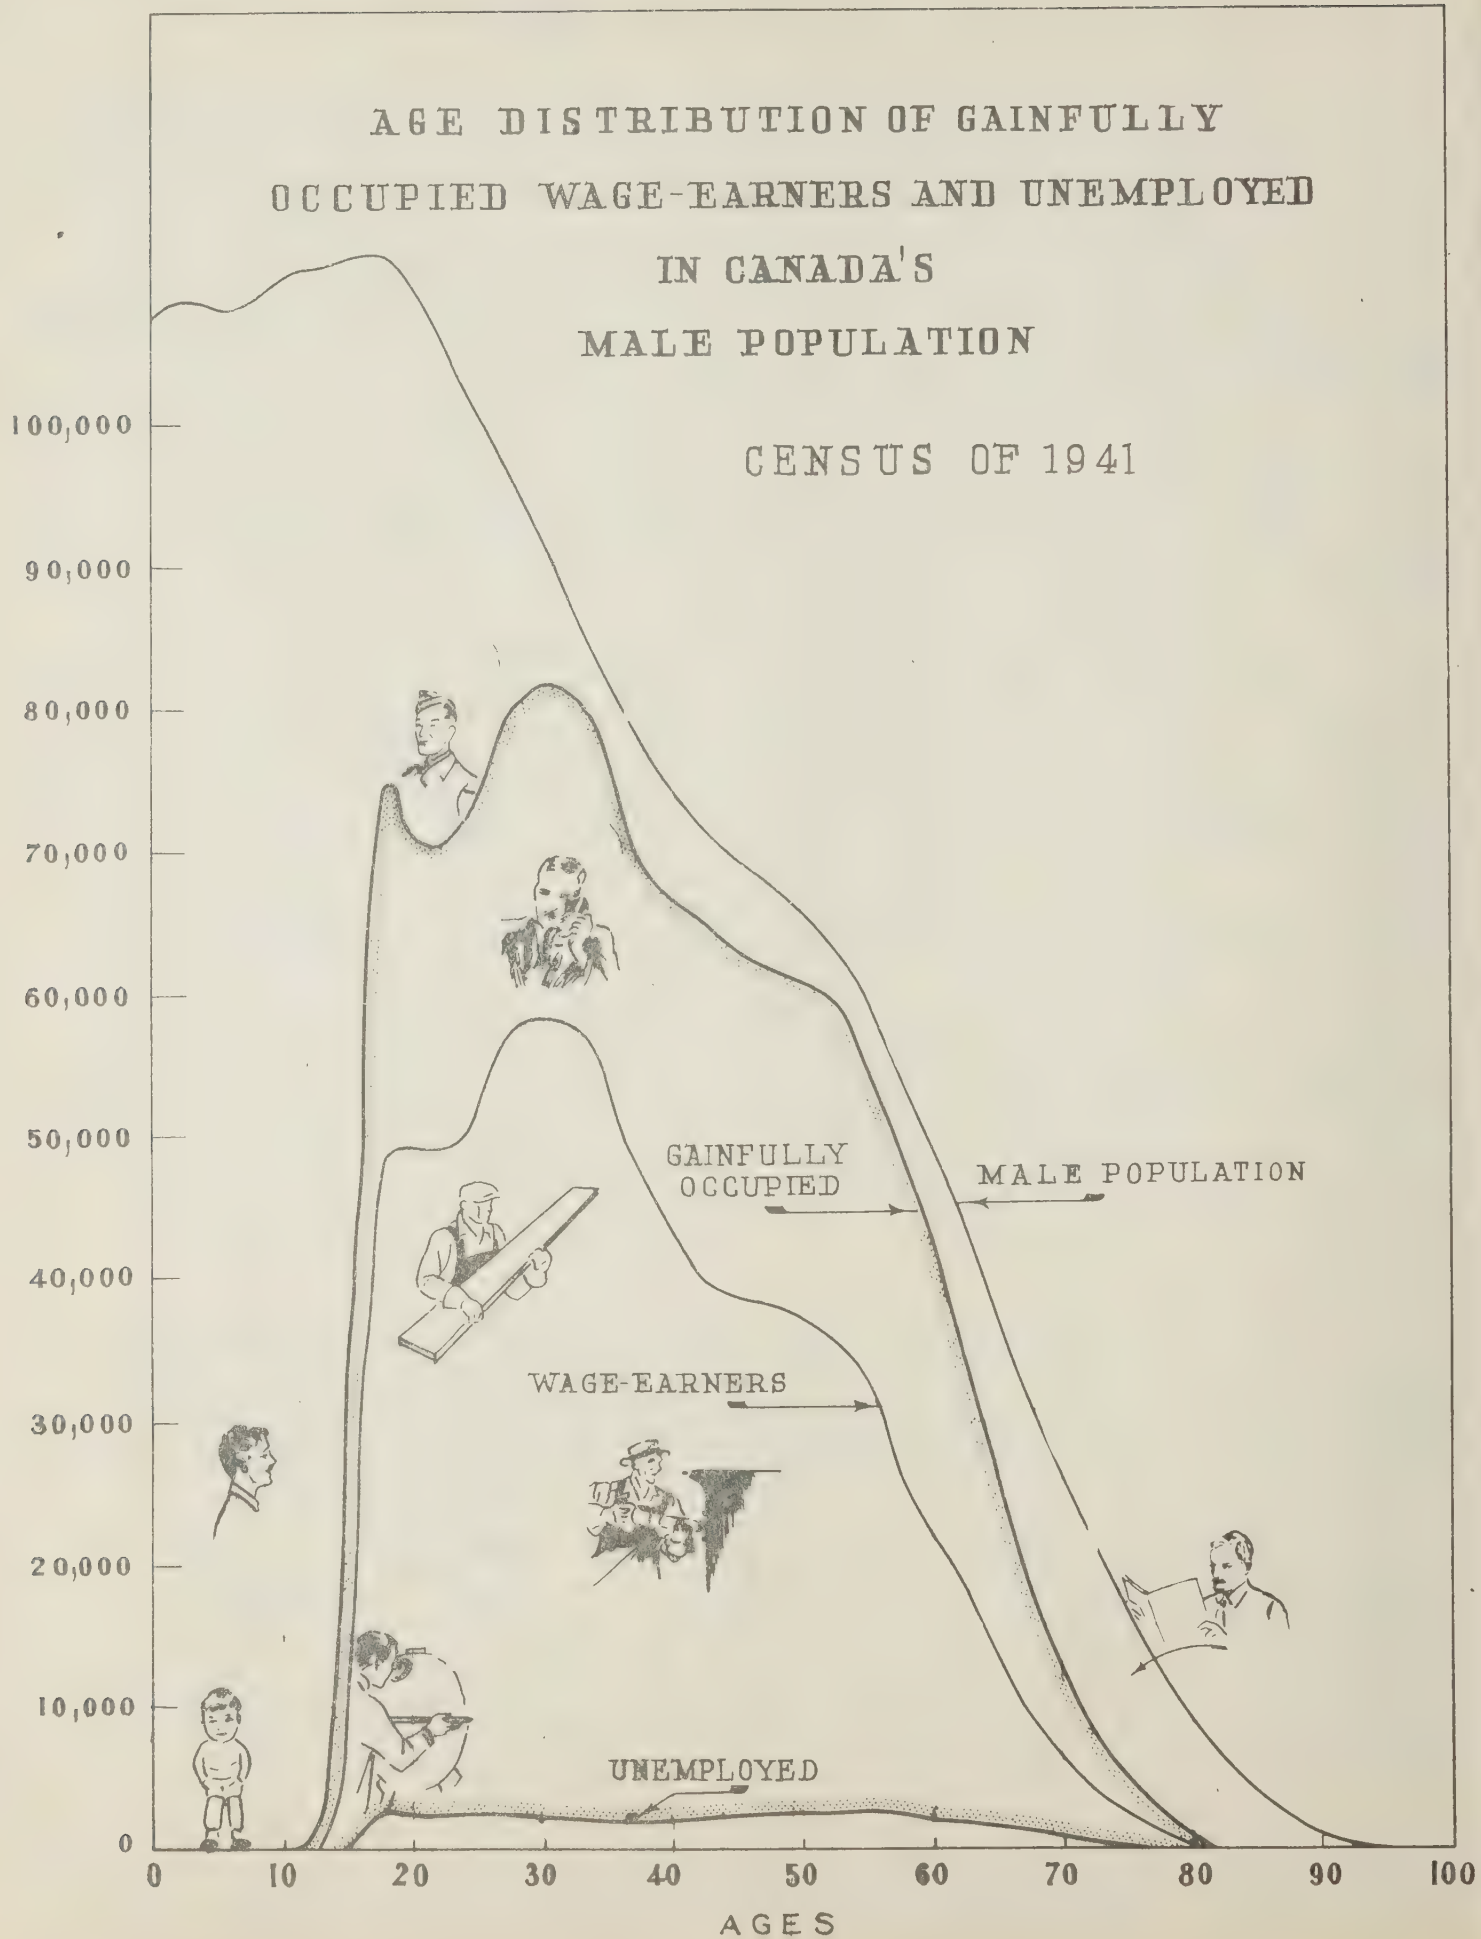 AGE DISTRIBUTION OF GAINFULLY
OCCUPIED WAGE-EARNERS AND UNEMPLOYED
IN CANADA'S
MALE POPULATION
CENSUS OF 1941
100,000
90,000
80,000
70,000
60,000
50,000
40,000
30,000
20,000
10,000
0
GAINFULLY
OCCUPIED
MALE POPULATION
WAGE-EARNERS
UNEMPLOYED
0 10 20 30 40 50 60 70 80 90 100
AGES